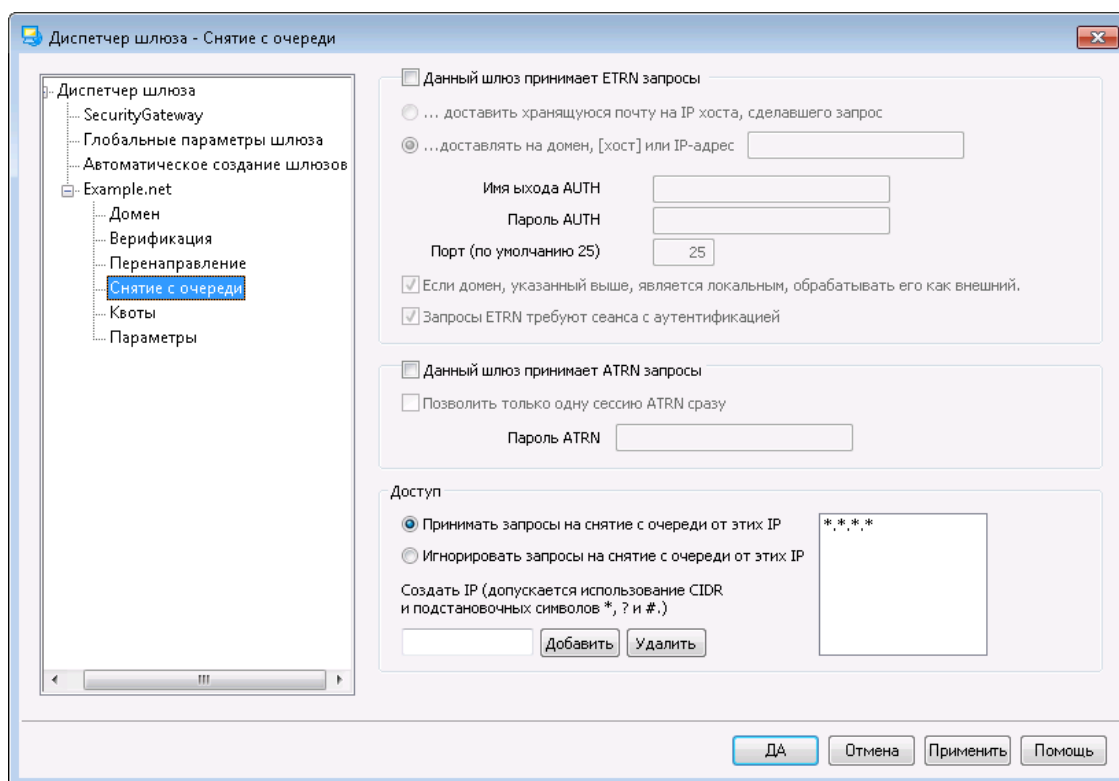 Диспетчер шлюза - Снятие с очереди
Диспетчер шлюза
SecurityGateway
Глобальные параметры шлюза
Автоматическое создание шлюзов
Example.net
Домен
Верификация
Перенаправление
Снятие с очереди
Квоты
Параметры
Данный шлюз принимает ETRN запросы
... доставить хранящуюся почту на IP хоста, сделавшего запрос
...доставлять на домен, [хост] или IP-адрес
Имя ыхода AUTH
Пароль AUTH
Порт (по умолчанию 25)
25
Если домен, указанный выше, является локальным, обрабатывать его как внешний.
Запросы ETRN требуют сеанса с аутентификацией
Данный шлюз принимает ATRN запросы
Позволить только одну сессию ATRN сразу
Пароль ATRN
Доступ
Принимать запросы на снятие с очереди от этих IP
*.*.*.*
Игнорировать запросы на снятие с очереди от этих IP
Создать IP (допускается использование CIDR
и подстановочных символов *, ? и #.)
Добавить
Удалить
ДА
Отмена
Применить
Помощь